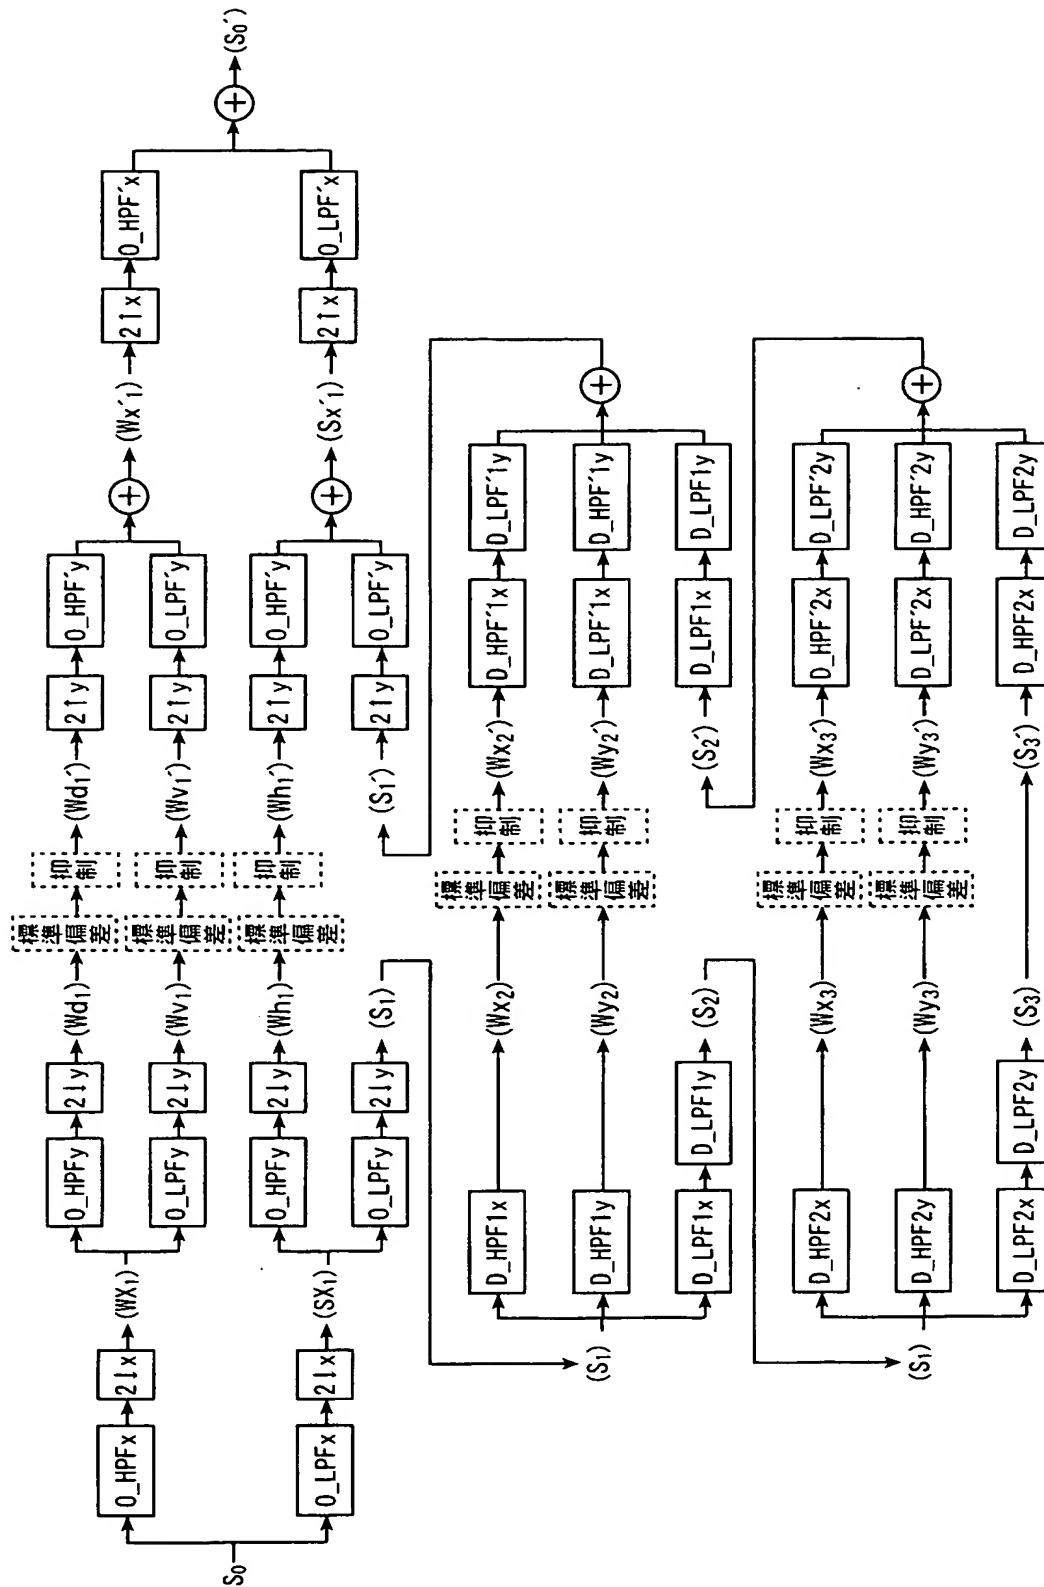 S₀
O_HPFx
2↓x
(WX₁)
O_HPFy
2↓y
(Wd₁)
標準偏差
抑制
(Wd₁´)
2↑y
O_HPF´y
O_LPFy
2↓y
(Wv₁)
標準偏差
抑制
(Wv₁´)
2↑y
O_LPF´y
(Wx´₁)
2↑x
O_HPF´x
O_LPFx
2↓x
(SX₁)
O_HPFy
2↓y
(Wh₁)
標準偏差
抑制
(Wh₁´)
2↑y
O_HPF´y
O_LPFy
2↓y
(S₁)
(S₁´)
2↑y
O_LPF´y
(Sx´₁)
2↑x
O_LPF´x
+
+
+
(S₀´)
(S₁)
D_HPF1x
(Wx₂)
標準偏差
抑制
(Wx₂´)
D_HPF´1x
D_LPF´1y
D_HPF1y
(Wy₂)
標準偏差
抑制
(Wy₂´)
D_LPF´1x
D_HPF´1y
+
D_LPF1x
D_LPF1y
(S₂)
(S₂´)
D_LPF1x
D_LPF1y
(S₁)
D_HPF2x
(Wx₃)
標準偏差
抑制
(Wx₃´)
D_HPF´2x
D_LPF´2y
D_HPF2y
(Wy₃)
標準偏差
抑制
(Wy₃´)
D_LPF´2x
D_HPF´2y
+
D_LPF2x
D_LPF2y
(S₃)
(S₃´)
D_HPF2x
D_LPF2y